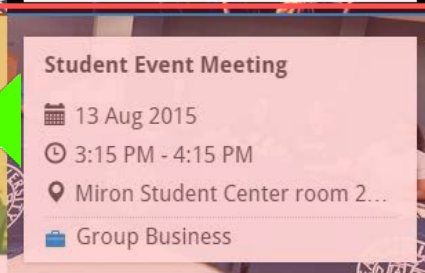 Student Event Meeting
13 Aug 2015
3:15 PM - 4:15 PM
Miron Student Center room 2...
Group Business